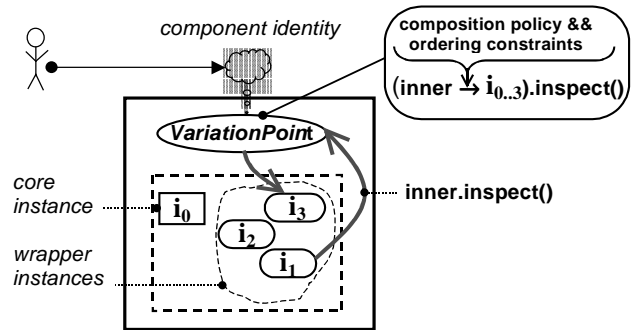 component identity
composition policy &&
ordering constraints
(inner → i0..3).inspect()
VariationPoint
core
instance
i0
i3
i2
i1
inner.inspect()
wrapper
instances